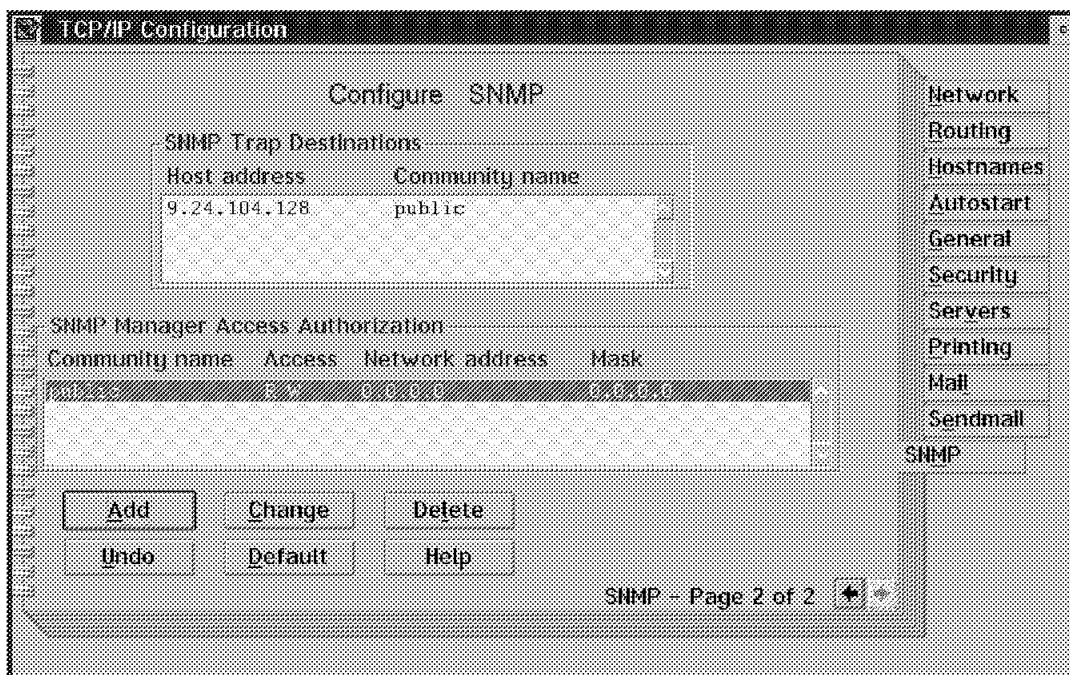 TCP/IP Configuration
Configure SNMP
SNMP Trap Destinations
Host address Community name
9.24.104.128 public
SNMP Manager Access Authorization
Community name Access Network address Mask
public R W 0.0.0.0 0.0.0.0
Add Change Delete
Undo Default Help
SNMP - Page 2 of 2
Network
Routing
Hostnames
Autostart
General
Security
Servers
Printing
Mail
Sendmail
SNMP